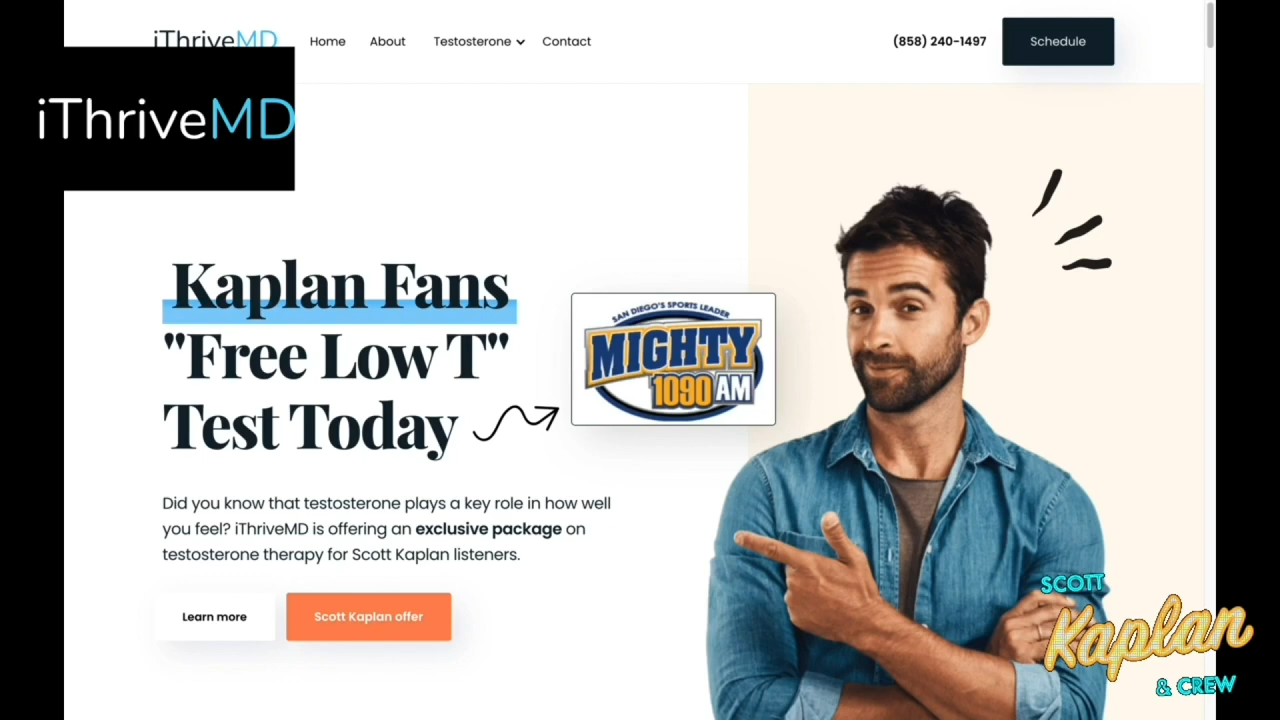 iThriveMD
Home About Testosterone Contact
(858) 240-1497
Schedule
iThriveMD
Kaplan Fans
"Free Low T"
Test Today
SAN DIEGO'S SPORTS LEADER
MIGHTY
1090 AM
Did you know that testosterone plays a key role in how well
you feel? iThriveMD is offering an exclusive package on
testosterone therapy for Scott Kaplan listeners.
Learn more
Scott Kaplan offer
SCOTT
Kaplan
& CREW